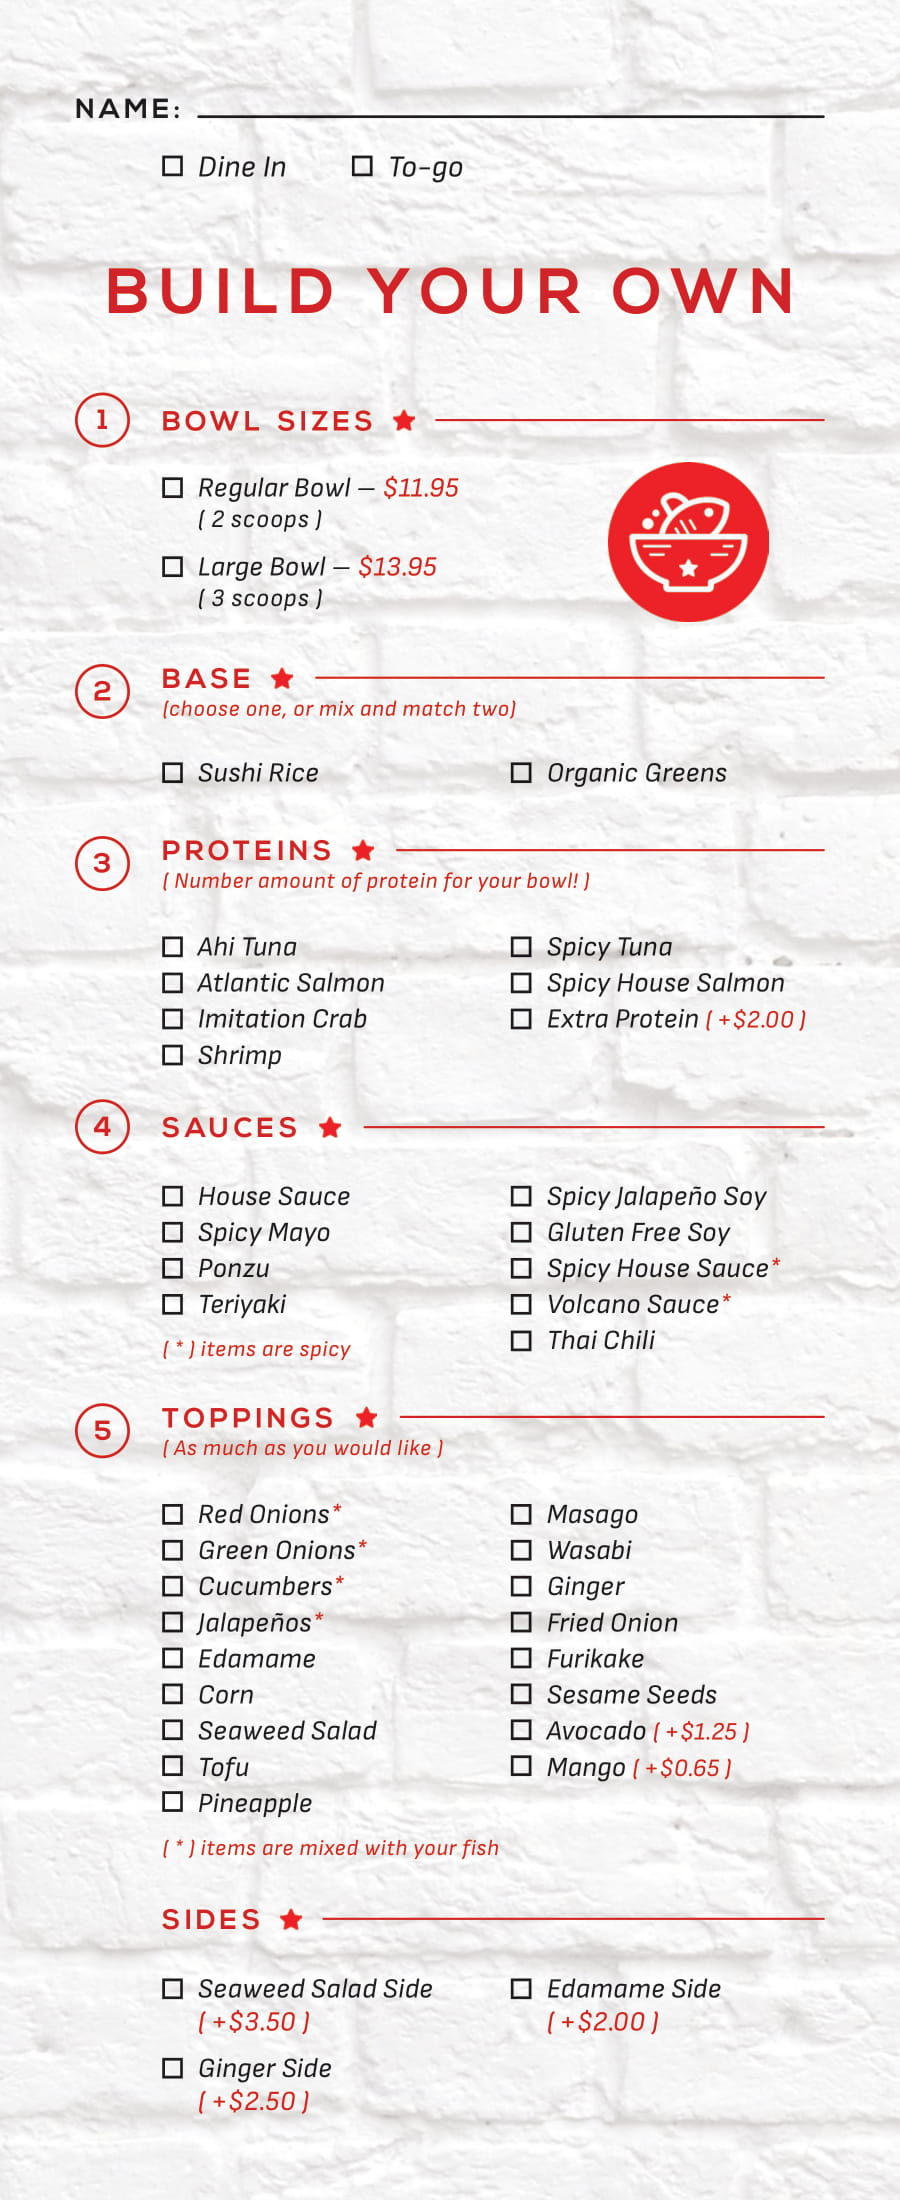 NAME:
Dine In To-go
BUILD YOUR OWN
1 BOWL SIZES
Regular Bowl – $11.95
( 2 scoops )
Large Bowl – $13.95
( 3 scoops )
2 BASE
(choose one, or mix and match two)
Sushi Rice
Organic Greens
3 PROTEINS
( Number amount of protein for your bowl! )
Ahi Tuna
Atlantic Salmon
Imitation Crab
Shrimp
Spicy Tuna
Spicy House Salmon
Extra Protein ( +$2.00 )
4 SAUCES
House Sauce
Spicy Mayo
Ponzu
Teriyaki
( * ) items are spicy
Spicy Jalapeño Soy
Gluten Free Soy
Spicy House Sauce*
Volcano Sauce*
Thai Chili
5 TOPPINGS
( As much as you would like )
Red Onions*
Green Onions*
Cucumbers*
Jalapeños*
Edamame
Corn
Seaweed Salad
Tofu
Pineapple
( * ) items are mixed with your fish
Masago
Wasabi
Ginger
Fried Onion
Furikake
Sesame Seeds
Avocado ( +$1.25 )
Mango ( +$0.65 )
SIDES
Seaweed Salad Side
( +$3.50 )
Ginger Side
( +$2.50 )
Edamame Side
( +$2.00 )